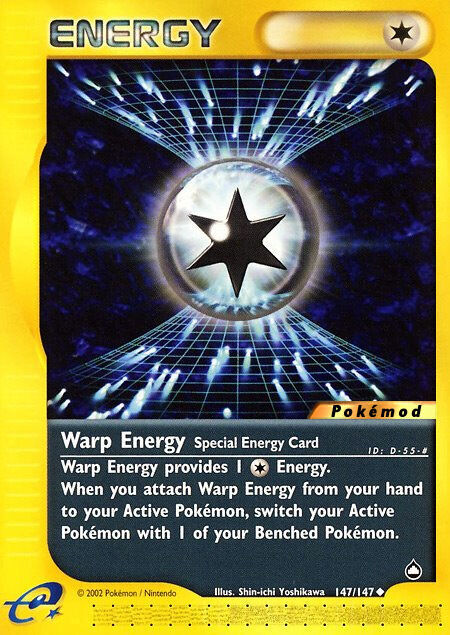 ENERGY
Pokémod
Warp Energy Special Energy Card
ID: D-55-#
Warp Energy provides 1 Energy.
When you attach Warp Energy from your hand
to your Active Pokémon, switch your Active
Pokémon with 1 of your Benched Pokémon.
© 2002 Pokémon / Nintendo Illus. Shin-ichi Yoshikawa 147/147◆
e